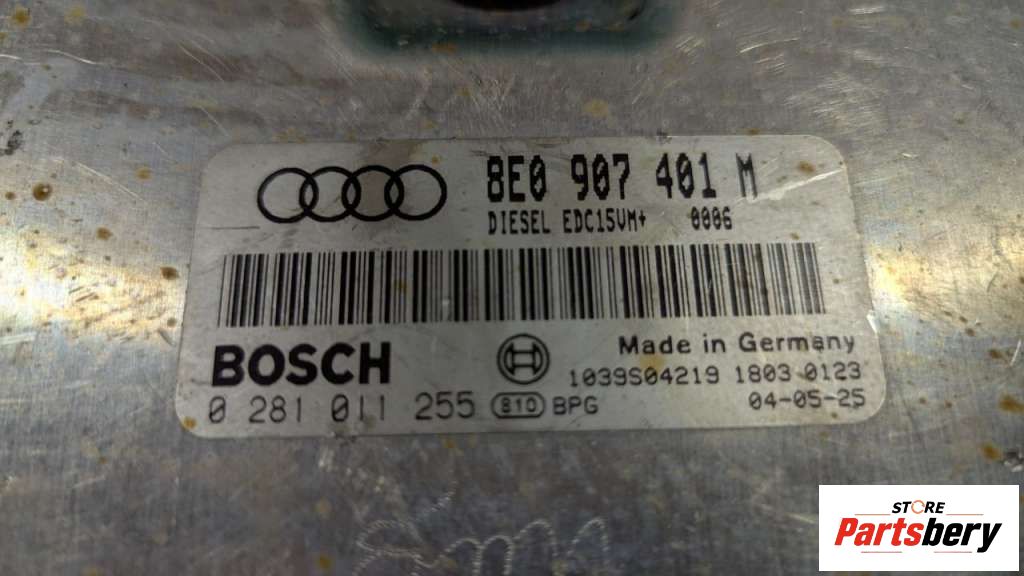 8E0 907 401 M
DIESEL EDC15VM+ 0006
BOSCH
Made in Germany
1039S04219 1803 0123
0 281 011 255 810 BPG 04-05-25
STORE
Partsbery